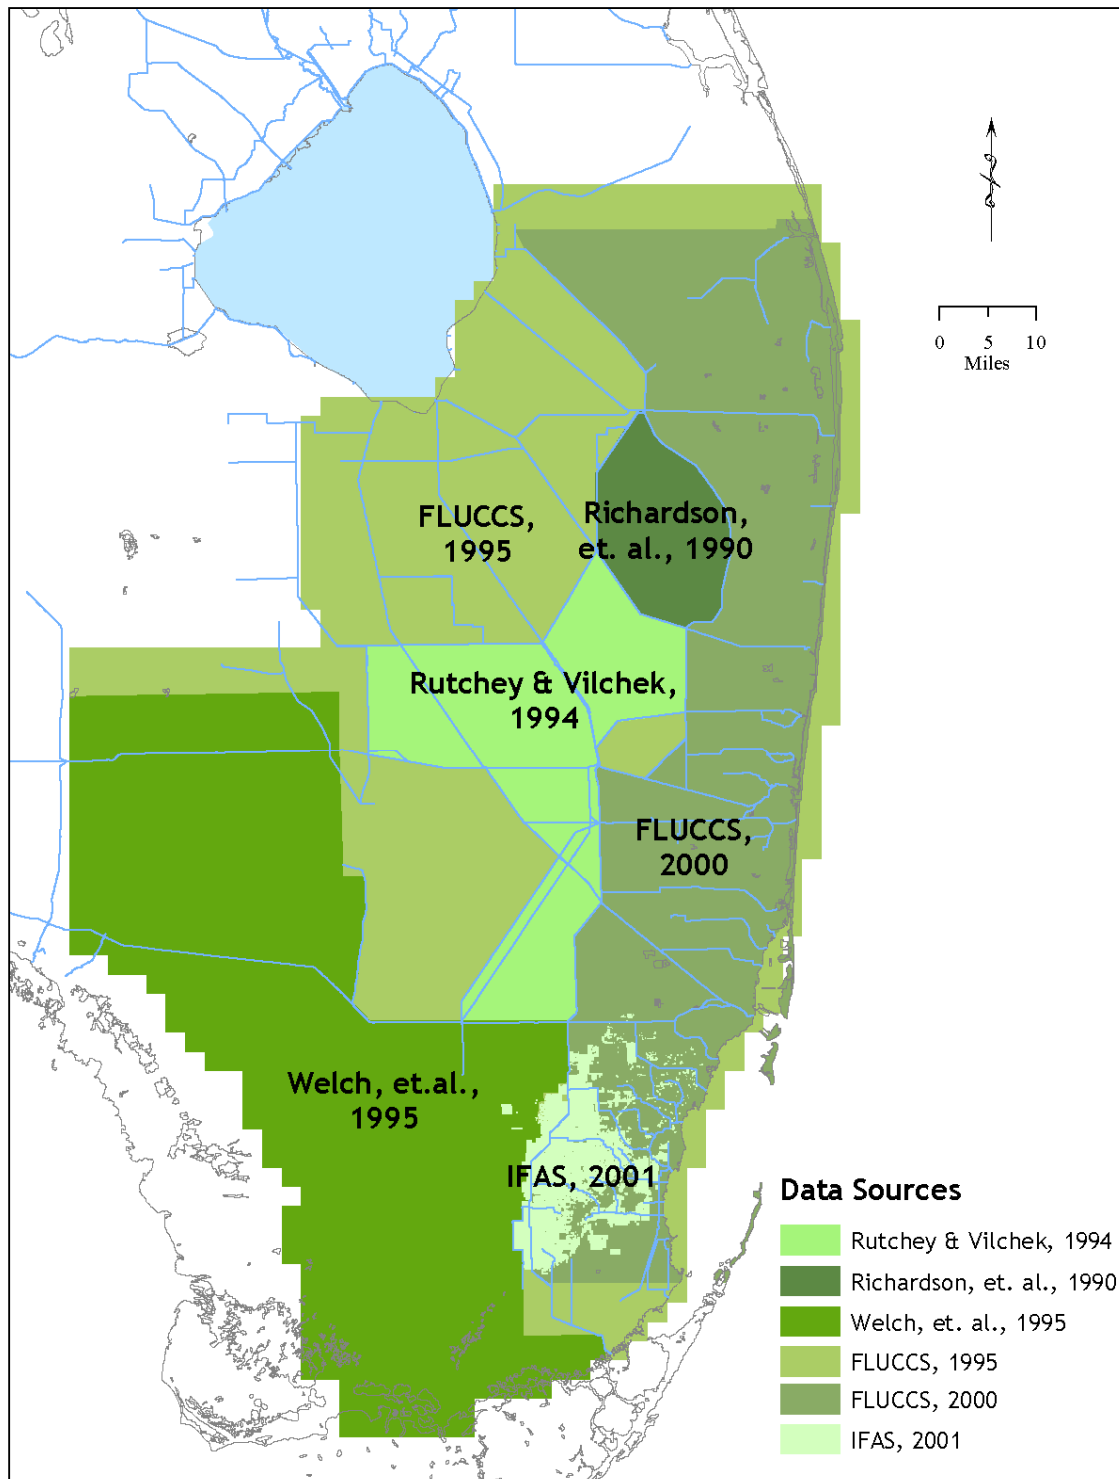 0 5 10
Miles
FLUCCS,
1995
Richardson,
et. al., 1990
Rutchey & Vilchek,
1994
FLUCCS,
2000
Welch, et.al.,
1995
IFAS, 2001
Data Sources
Rutchey & Vilchek, 1994
Richardson, et. al., 1990
Welch, et. al., 1995
FLUCCS, 1995
FLUCCS, 2000
IFAS, 2001